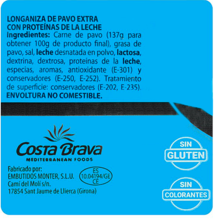 LONGANIZA DE PAVO EXTRA
CON PROTEÍNAS DE LA LECHE
Ingredientes: Carne de pavo (137g para
obtener 100g de producto final), grasa de
pavo, sal, leche desnatada en polvo, lactosa,
dextrina, dextrosa, proteínas de la leche,
especias, aromas, antioxidante (E-301) y
conservadores (E-250, E-252). Tratamiento
de superficie: conservadores (E-202, E-235).
ENVOLTURA NO COMESTIBLE.
Costa Brava
MEDITERRANEAN FOODS
Fabricado por:
EMBUTIDOS MONTER, S.L.U.
Camí del Molí s/n.
17854 Sant Jaume de Llierca (Girona)
ES
10.04594/GE
CE
SIN
GLUTEN
SIN
COLORANTES